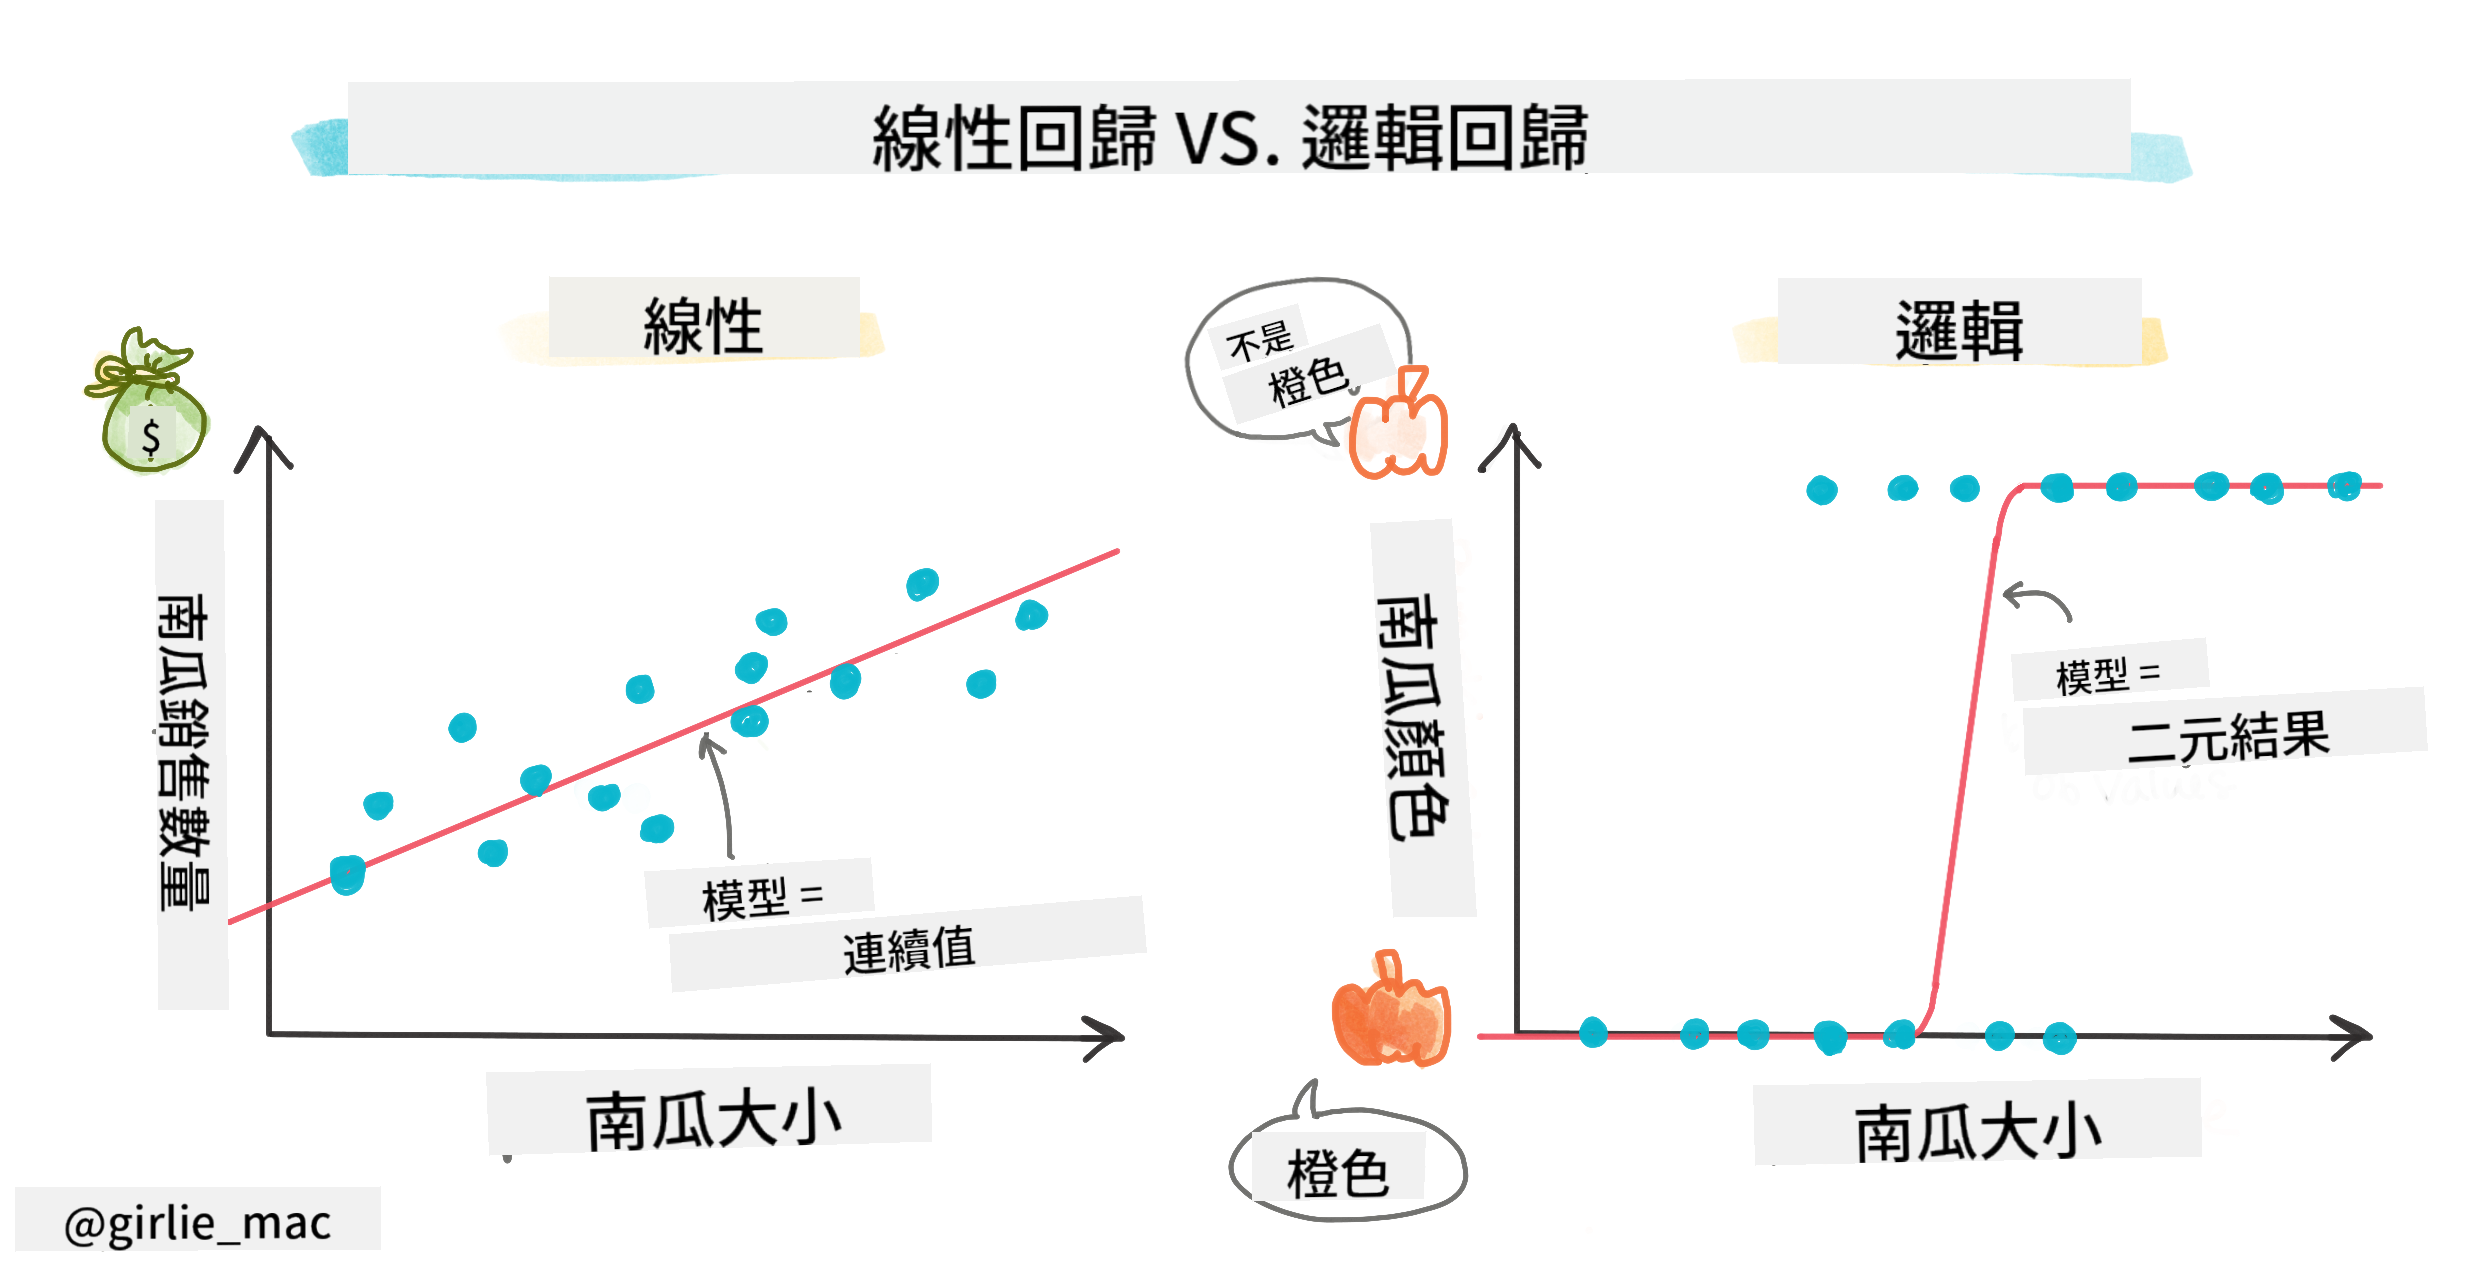 線性回歸 VS. 邏輯回歸
線性
$
南瓜銷售數量
模型 =
連續值
南瓜大小
邏輯
不是
橙色
南瓜顏色
模型 =
二元結果
橙色
南瓜大小
@girlie_mac